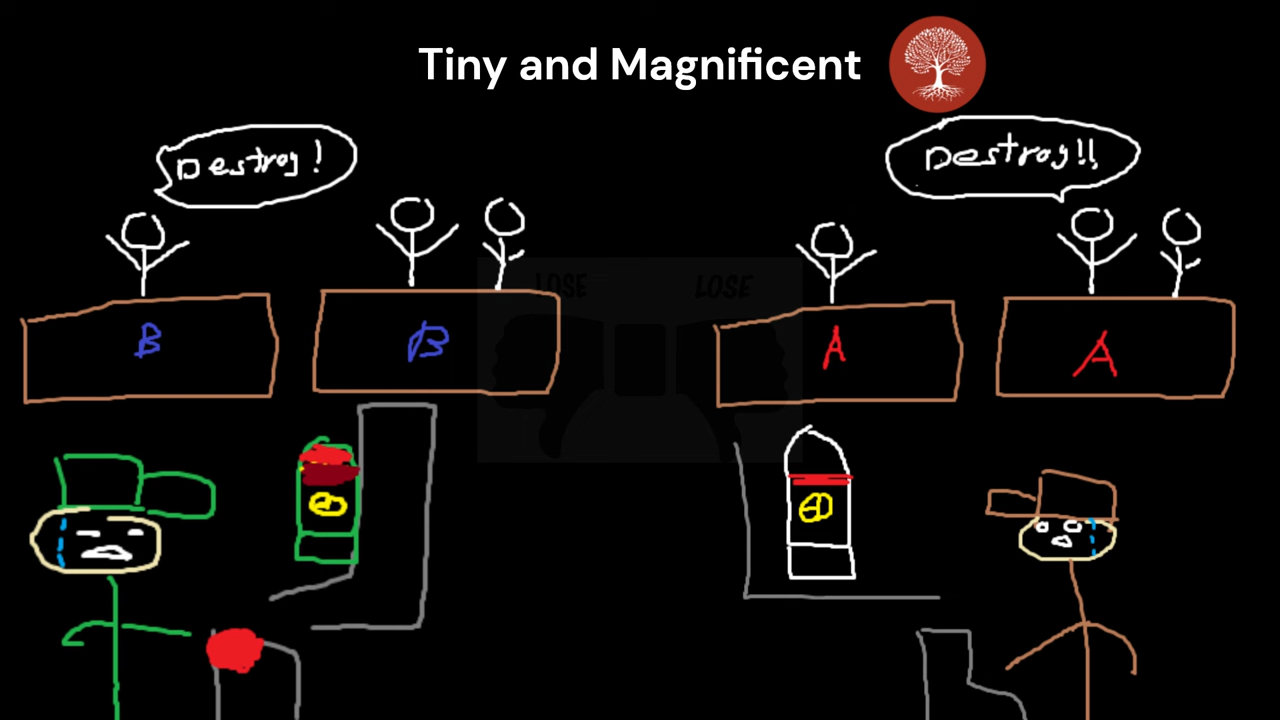 Tiny and Magnificent
Destroy!
Destroy!!
LOSE LOSE
B B A A